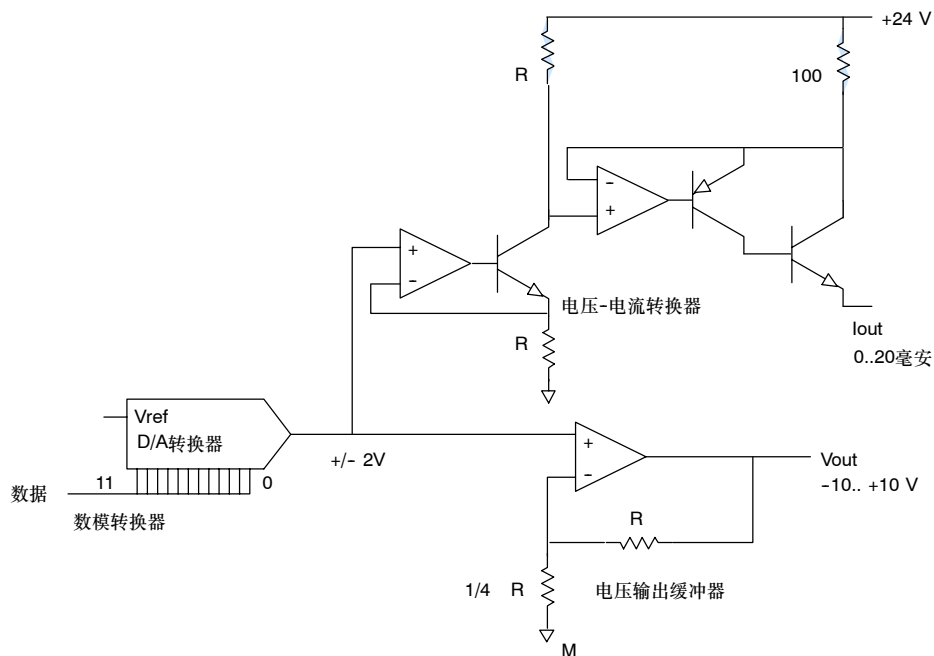 +24 V
R
100
-
+
+
-
电压-电流转换器
R
Iout
0..20毫安
Vref
D/A转换器
+
+/- 2V
-
Vout
-10.. +10 V
11
0
数据
数模转换器
R
1/4 R
电压输出缓冲器
M